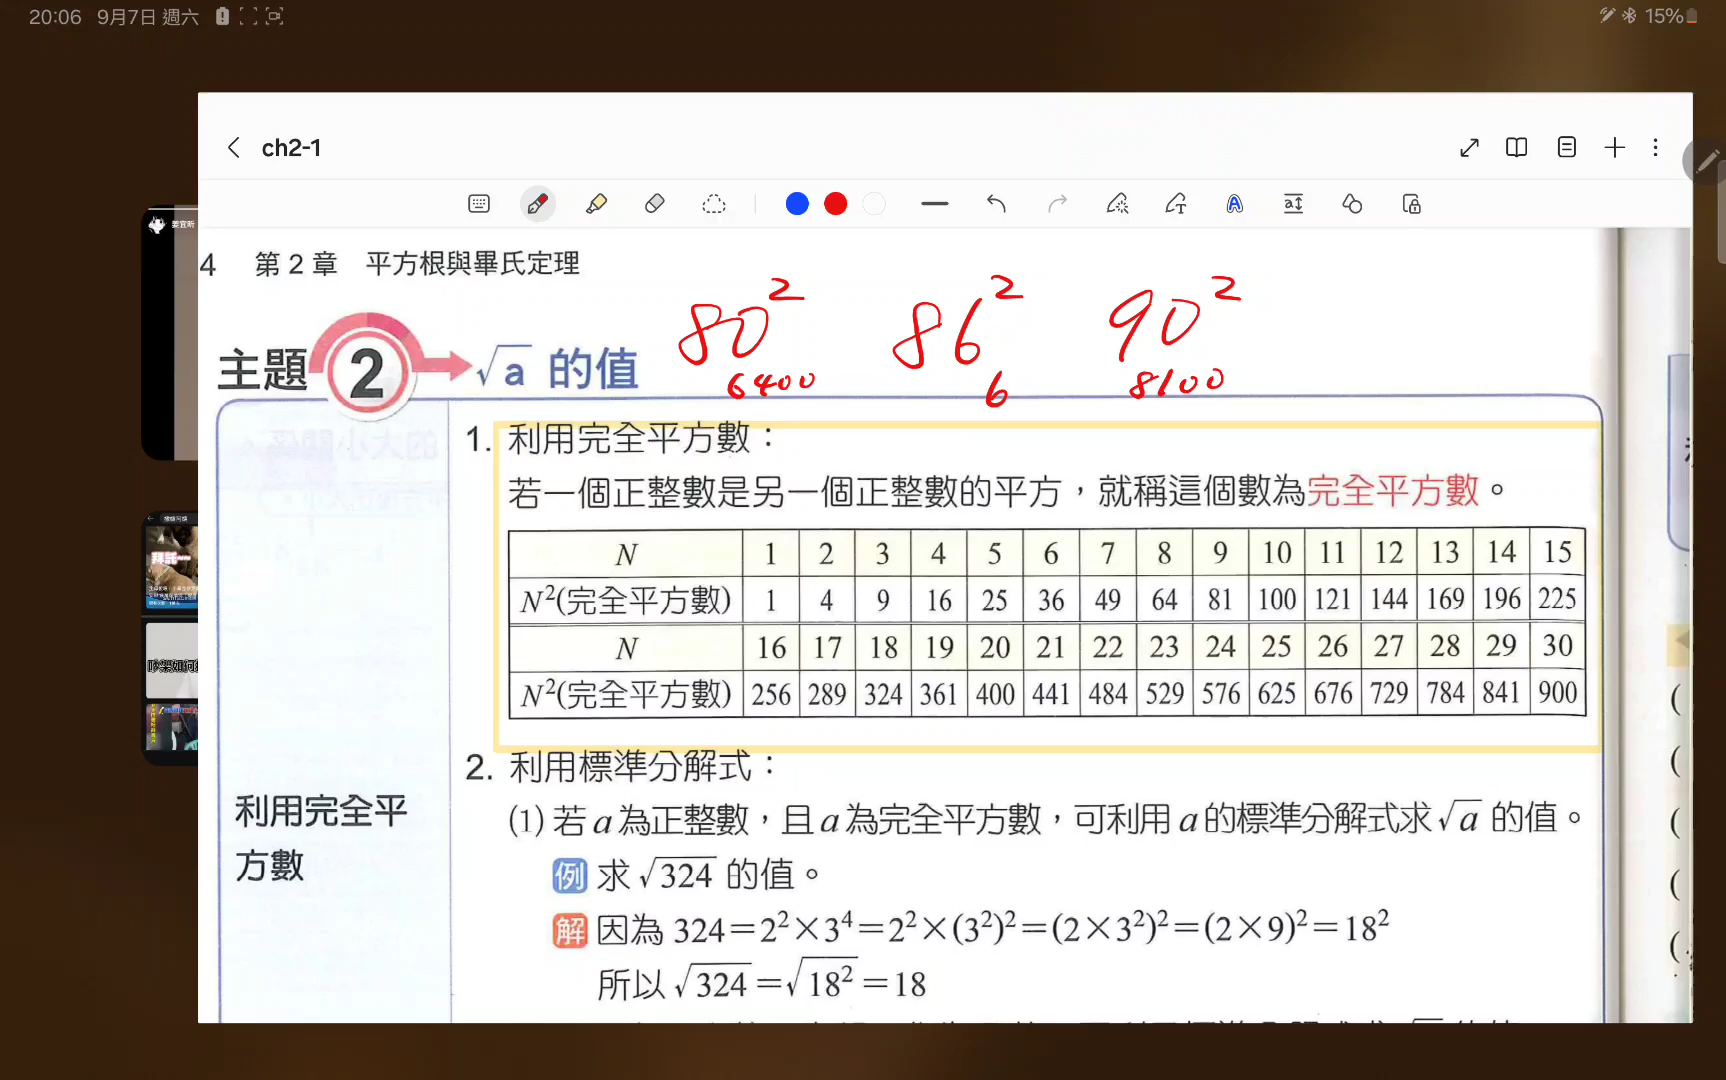 20:06 9月7日 週六
15%
ch2-1
姜宜昕
4 第 2 章 平方根與畢氏定理
80² 86² 90²
6400 6 8100
主題 2 √a 的值
1. 利用完全平方數：
若一個正整數是另一個正整數的平方，就稱這個數為完全平方數。
N 1 2 3 4 5 6 7 8 9 10 11 12 13 14 15
N²(完全平方數) 1 4 9 16 25 36 49 64 81 100 121 144 169 196 225
N 16 17 18 19 20 21 22 23 24 25 26 27 28 29 30
N²(完全平方數) 256 289 324 361 400 441 484 529 576 625 676 729 784 841 900
利用完全平
方數
2. 利用標準分解式：
(1) 若 a 為正整數，且 a 為完全平方數，可利用 a 的標準分解式求 √a 的值。
例 求 √324 的值。
解 因為 324＝2²×3⁴＝2²×(3²)²＝(2×3²)²＝(2×9)²＝18²
所以 √324＝√18²＝18
拜託~~
吵架如何